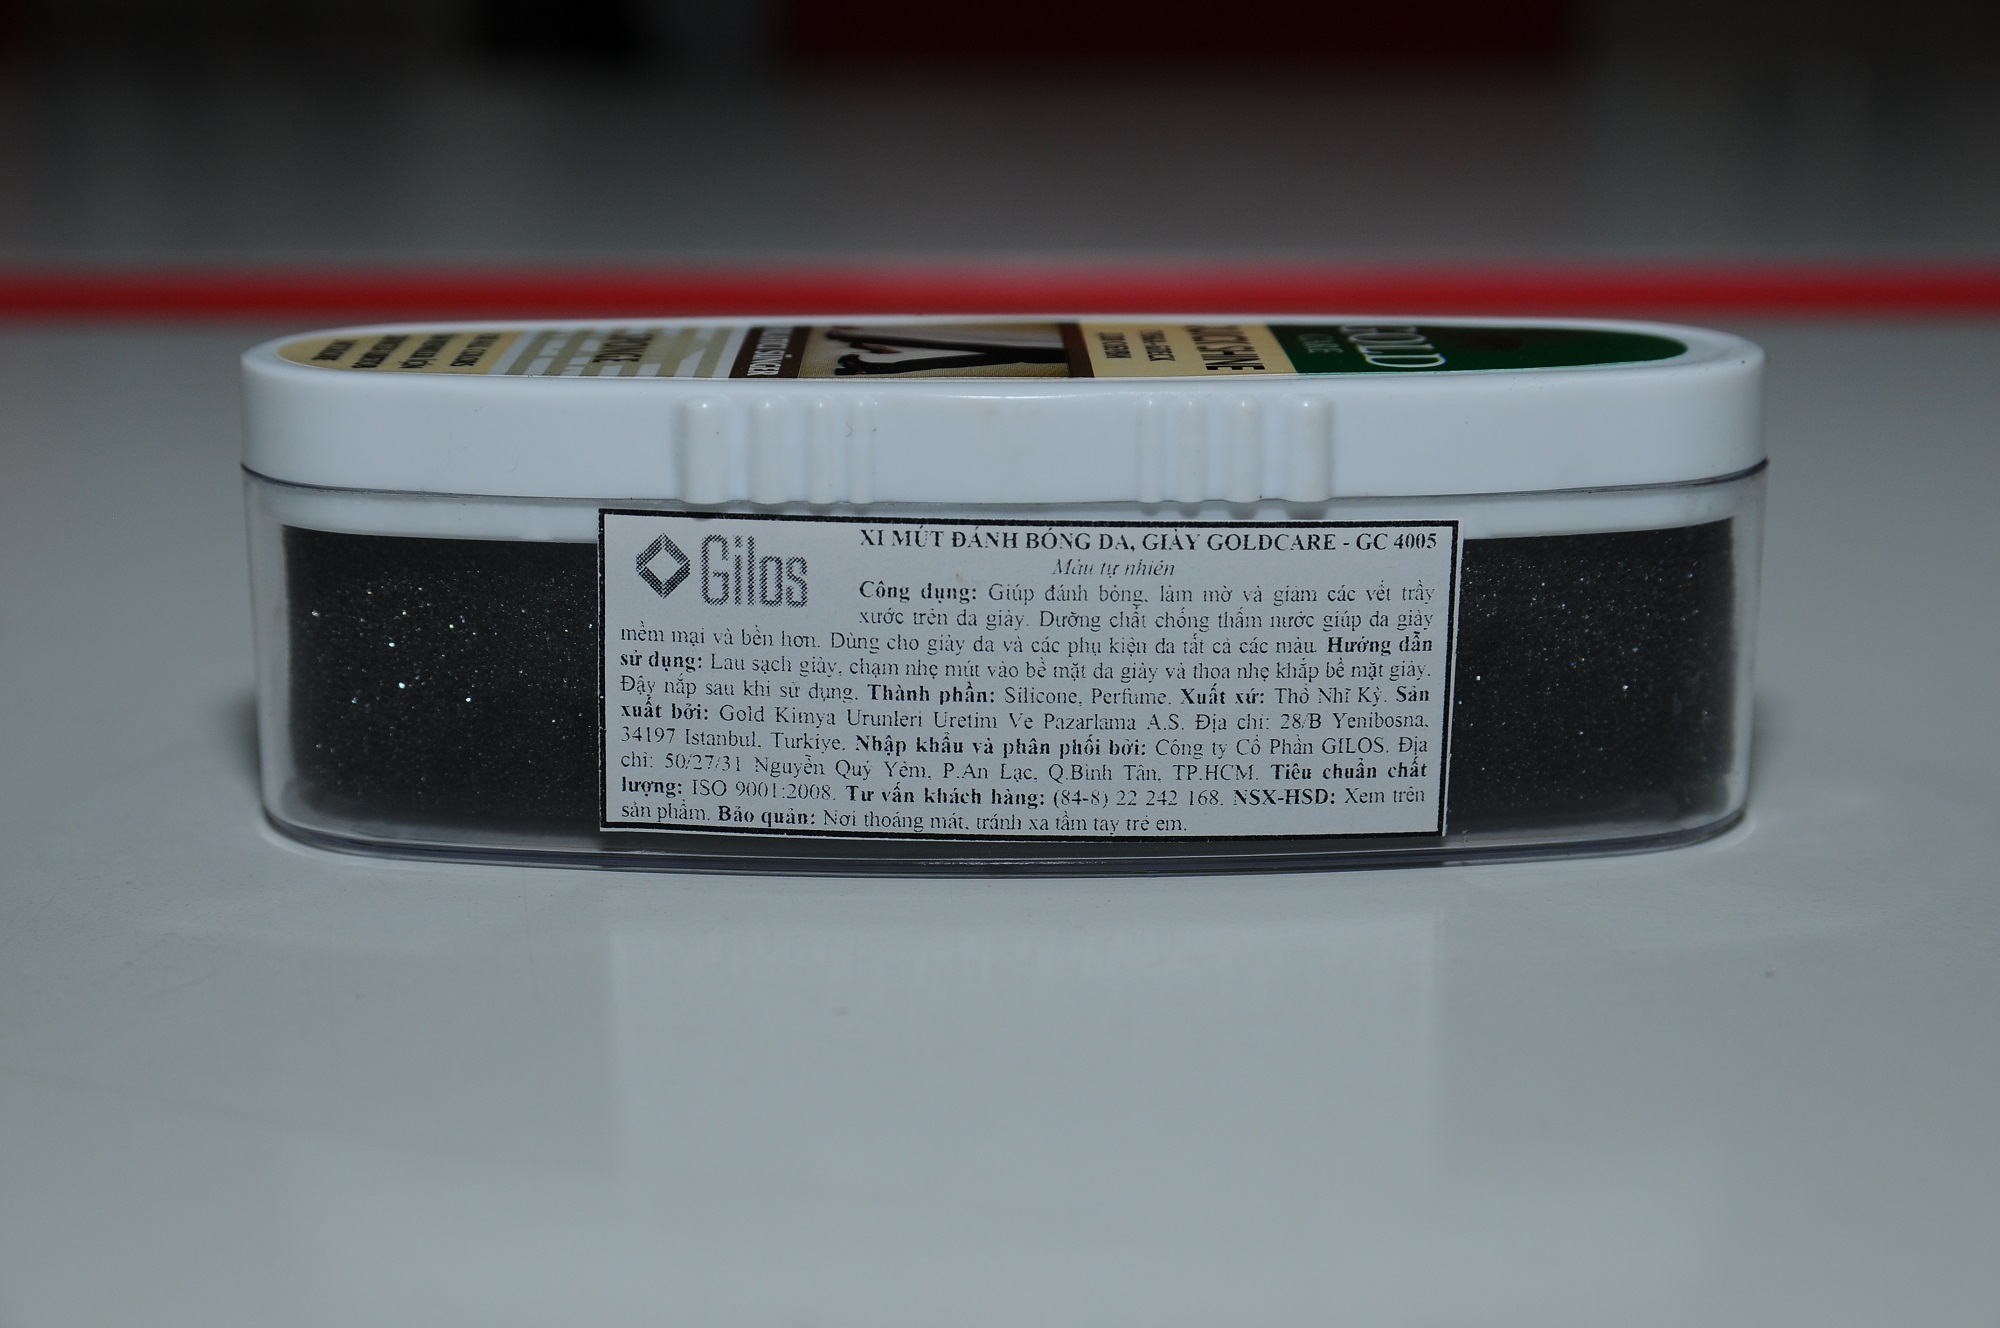 GOLD
CARE
SPONGE
Gilos
XI MÚT ĐÁNH BÓNG DA, GIÀY GOLDCARE - GC 4005
Màu tự nhiên
Công dụng: Giúp đánh bóng, làm mờ và giảm các vết trầy
xước trên da giày. Dưỡng chất chống thấm nước giúp da giày
mềm mại và bền hơn. Dùng cho giày da và các phụ kiện da tất cả các màu. Hướng dẫn
sử dụng: Lau sạch giày, chạm nhẹ mút vào bề mặt da giày và thoa nhẹ khắp bề mặt giày.
Đậy nắp sau khi sử dụng. Thành phần: Silicone, Perfume. Xuất xứ: Thổ Nhĩ Kỳ. Sản
xuất bởi: Gold Kimya Urunleri Uretim Ve Pazarlama A.S. Địa chỉ: 28/B Yenibosna,
34197 Istanbul, Turkiye. Nhập khẩu và phân phối bởi: Công ty Cổ Phần GILOS. Địa
chỉ: 50/27/31 Nguyễn Quý Yêm, P.An Lạc, Q.Bình Tân, TP.HCM. Tiêu chuẩn chất
lượng: ISO 9001:2008. Tư vấn khách hàng: (84-8) 22 242 168. NSX-HSD: Xem trên
sản phẩm. Bảo quản: Nơi thoáng mát, tránh xa tầm tay trẻ em.